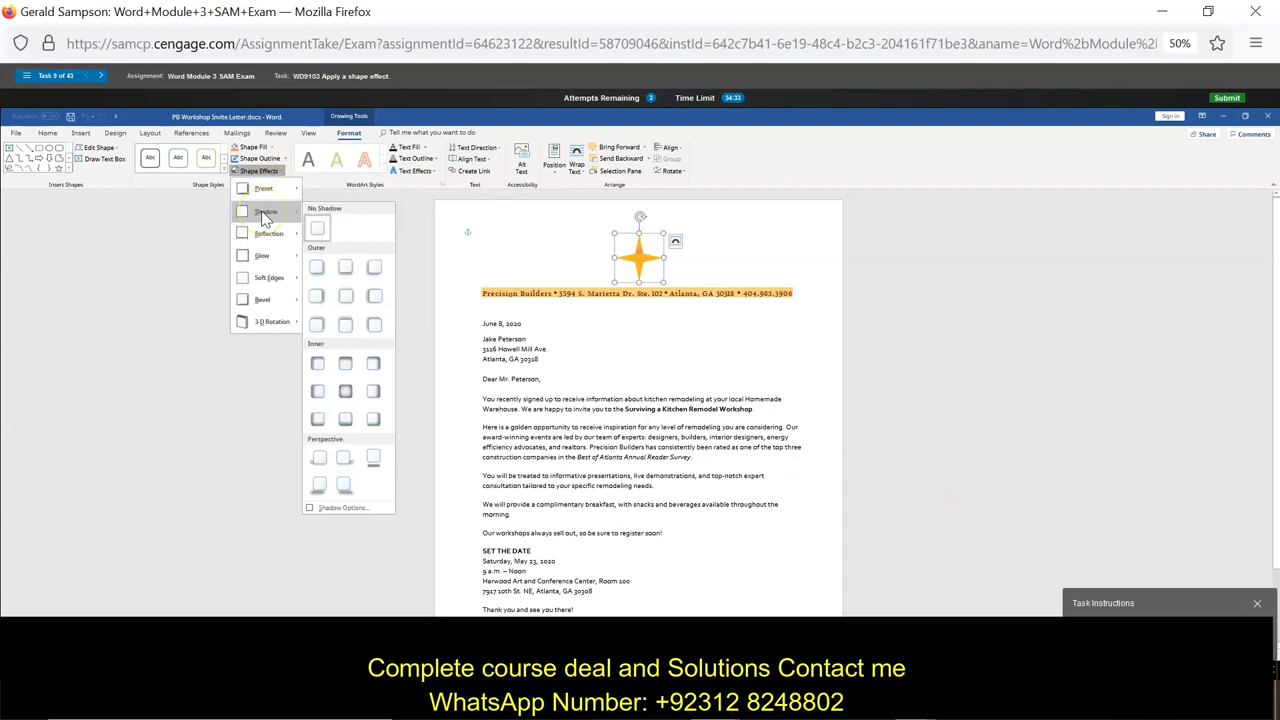 Gerald Sampson: Word+Module+3+SAM+Exam — Mozilla Firefox
https://samcp.cengage.com/AssignmentTake/Exam?assignmentId=64623122&resultId=58709046&instId=642c7b41-6e19-48c4-b2c3-204161f71be3&aname=Word%2bModule%2l
50%
Task 9 of 43
Assignment: Word Module 3 SAM Exam
Task: WD9103 Apply a shape effect.
Attempts Remaining 3 Time Limit 54:33 Submit
AutoSave
PB Workshop Invite Letter.docx - Word
Drawing Tools
Sign in
File Home Insert Design Layout References Mailings Review View Format Tell me what you want to do
Share Comments
Edit Shape
Draw Text Box
Abc Abc Abc
Shape Fill
Shape Outline
Shape Effects
A A A
Text Fill
Text Outline
Text Effects
Text Direction
Align Text
Create Link
Alt
Text
Position
Wrap
Text
Bring Forward
Send Backward
Selection Pane
Align
Group
Rotate
Insert Shapes Shape Styles WordArt Styles Text Accessibility Arrange
Preset
Shadow
Reflection
Glow
Soft Edges
Bevel
3-D Rotation
No Shadow
Outer
Inner
Perspective
Shadow Options...
Precision Builders * 3594 S. Marietta Dr. Ste. 102 * Atlanta, GA 30318 * 404.985.3906
June 8, 2020
Jake Peterson
3116 Howell Mill Ave.
Atlanta, GA 30318
Dear Mr. Peterson,
You recently signed up to receive information about kitchen remodeling at your local Homemade
Warehouse. We are happy to invite you to the Surviving a Kitchen Remodel Workshop.
Here is a golden opportunity to receive inspiration for any level of remodeling you are considering. Our
award-winning events are led by our team of experts: designers, builders, interior designers, energy
efficiency advocates, and realtors. Precision Builders has consistently been rated as one of the top three
construction companies in the Best of Atlanta Annual Reader Survey.
You will be treated to informative presentations, live demonstrations, and top-notch expert
consultation tailored to your specific remodeling needs.
We will provide a complimentary breakfast, with snacks and beverages available throughout the
morning.
Our workshops always sell out, so be sure to register soon!
SET THE DATE
Saturday, May 23, 2020
9 a.m. – Noon
Harwood Art and Conference Center, Room 100
7917 10th St. NE, Atlanta, GA 30308
Thank you and see you there!
Task Instructions
Complete course deal and Solutions Contact me
WhatsApp Number: +92312 8248802